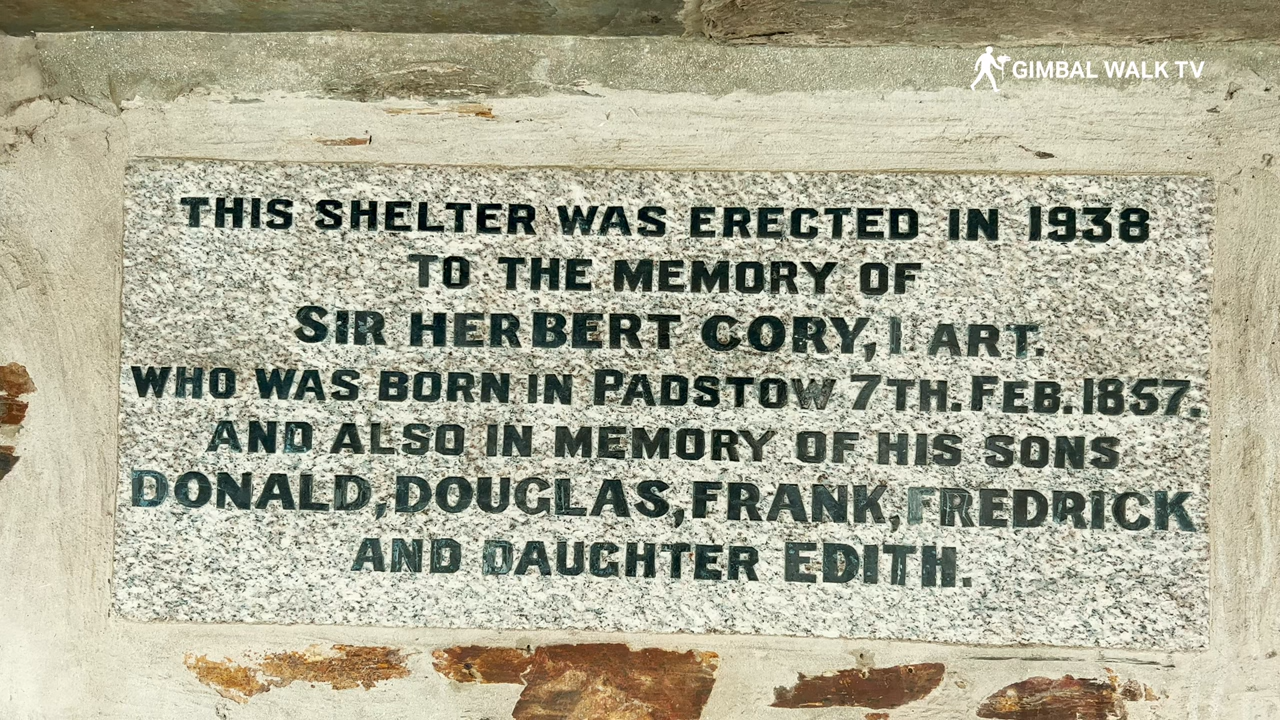 GIMBAL WALK TV
THIS SHELTER WAS ERECTED IN 1938
TO THE MEMORY OF
SIR HERBERT CORY, ART.
WHO WAS BORN IN PADSTOW 7TH. FEB. 1857.
AND ALSO IN MEMORY OF HIS SONS
DONALD, DOUGLAS, FRANK, FREDRICK
AND DAUGHTER EDITH.